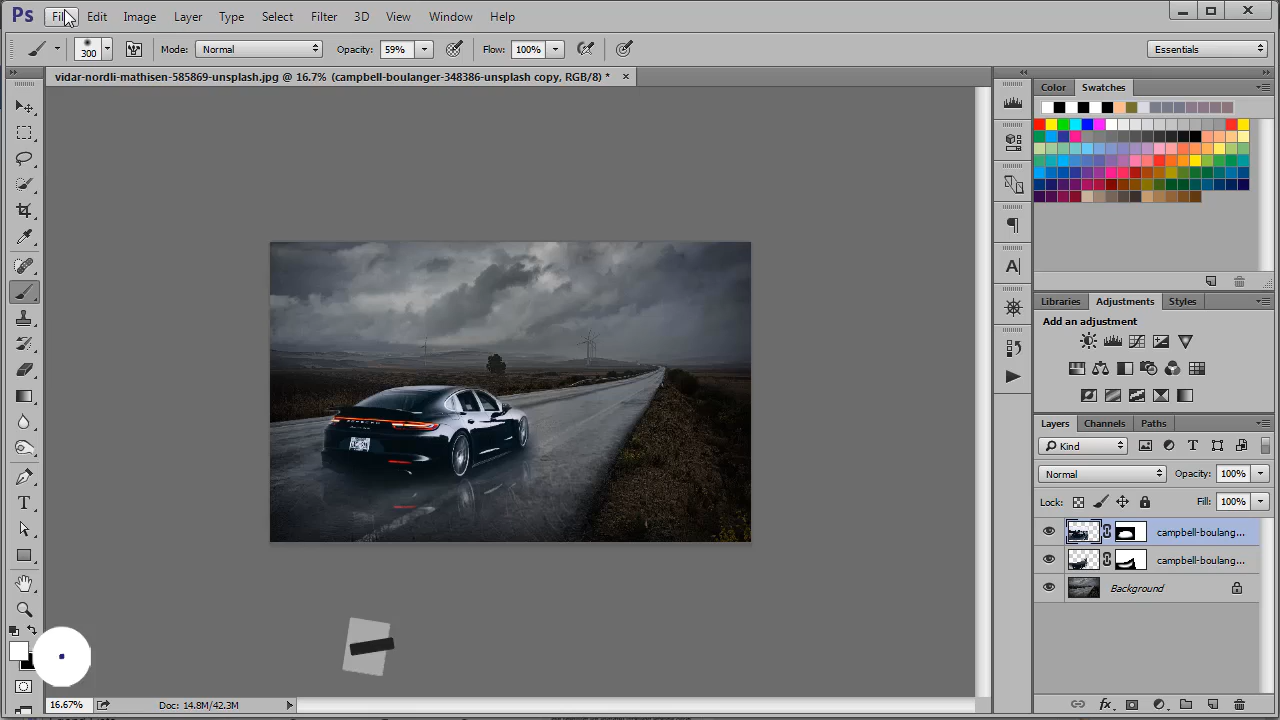 Ps File Edit Image Layer Type Select Filter 3D View Window Help
300 Mode: Normal Opacity: 59% Flow: 100% Essentials
vidar-nordli-mathisen-585869-unsplash.jpg @ 16.7% (campbell-boulanger-348386-unsplash copy, RGB/8) *
Color Swatches
Libraries Adjustments Styles
Add an adjustment
Layers Channels Paths
Kind
Normal Opacity: 100%
Lock: Fill: 100%
campbell-boulang...
campbell-boulang...
Background
16.67% Doc: 14.8M/42.3M